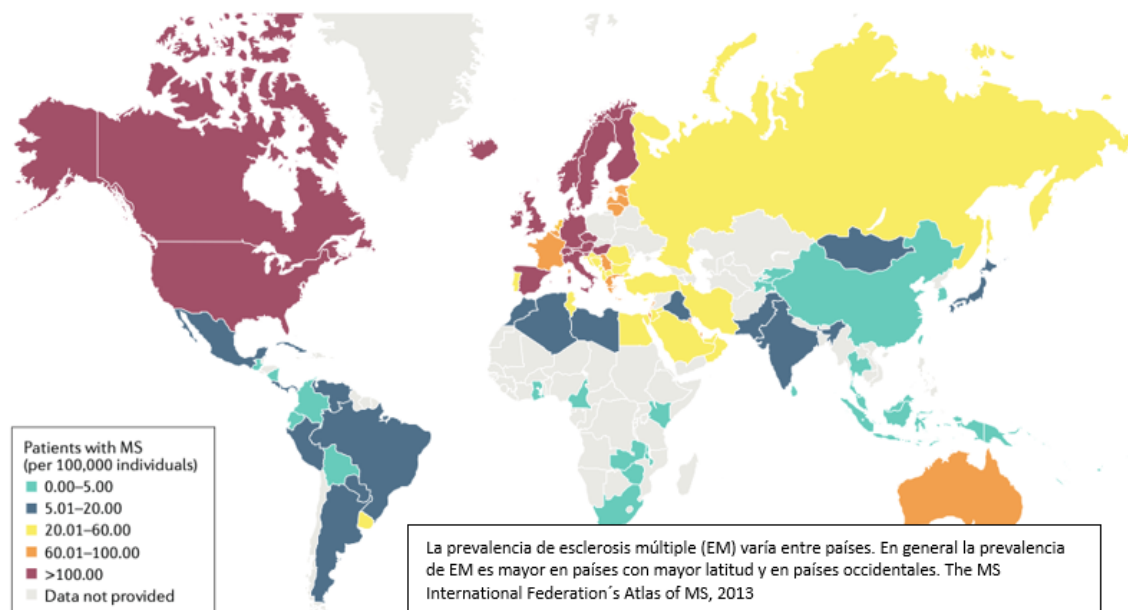 Patients with MS
(per 100,000 individuals)
0.00–5.00
5.01–20.00
20.01–60.00
60.01–100.00
>100.00
Data not provided
La prevalencia de esclerosis múltiple (EM) varía entre países. En general la prevalencia
de EM es mayor en países con mayor latitud y en países occidentales. The MS
International Federation´s Atlas of MS, 2013